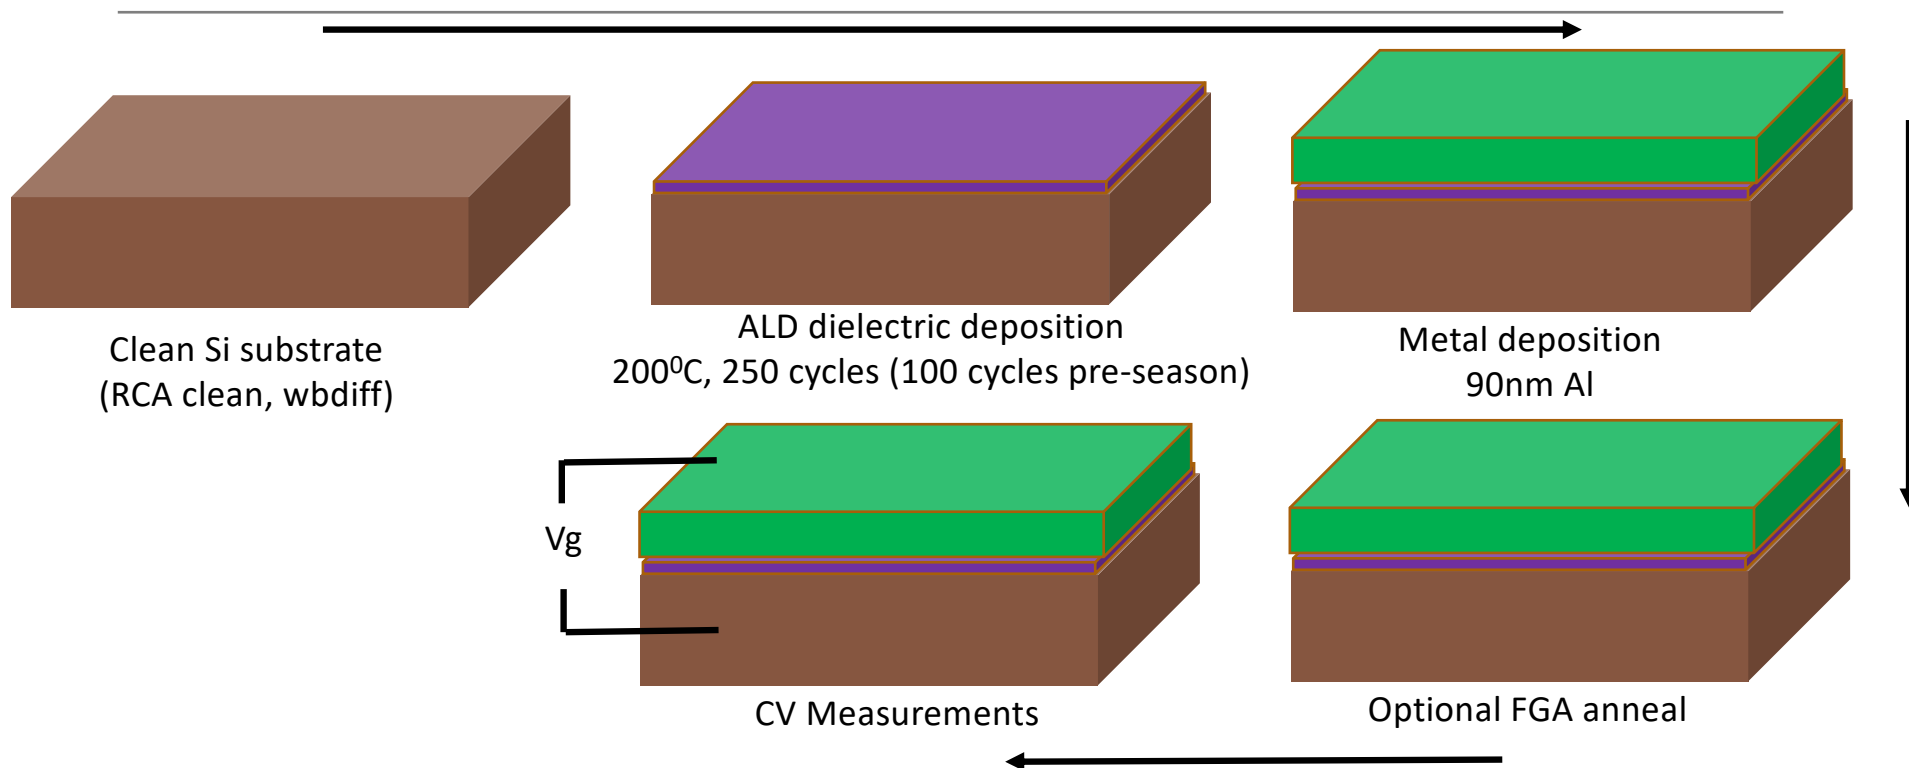 Clean Si substrate
(RCA clean, wbdiff)
ALD dielectric deposition
200⁰C, 250 cycles (100 cycles pre-season)
Metal deposition
90nm Al
Optional FGA anneal
Vg
CV Measurements